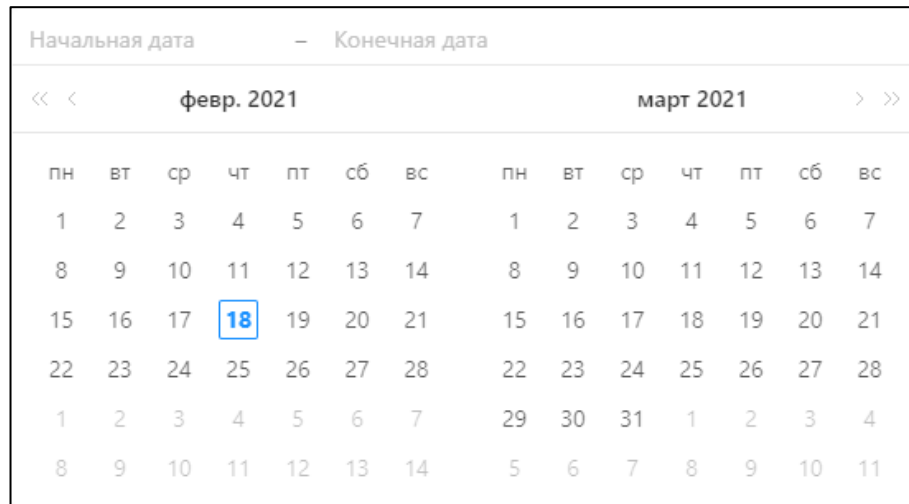 Начальная дата – Конечная дата
« < февр. 2021 март 2021 > »
пн вт ср чт пт сб вс пн вт ср чт пт сб вс
1 2 3 4 5 6 7 1 2 3 4 5 6 7
8 9 10 11 12 13 14 8 9 10 11 12 13 14
15 16 17 18 19 20 21 15 16 17 18 19 20 21
22 23 24 25 26 27 28 22 23 24 25 26 27 28
1 2 3 4 5 6 7 29 30 31 1 2 3 4
8 9 10 11 12 13 14 5 6 7 8 9 10 11